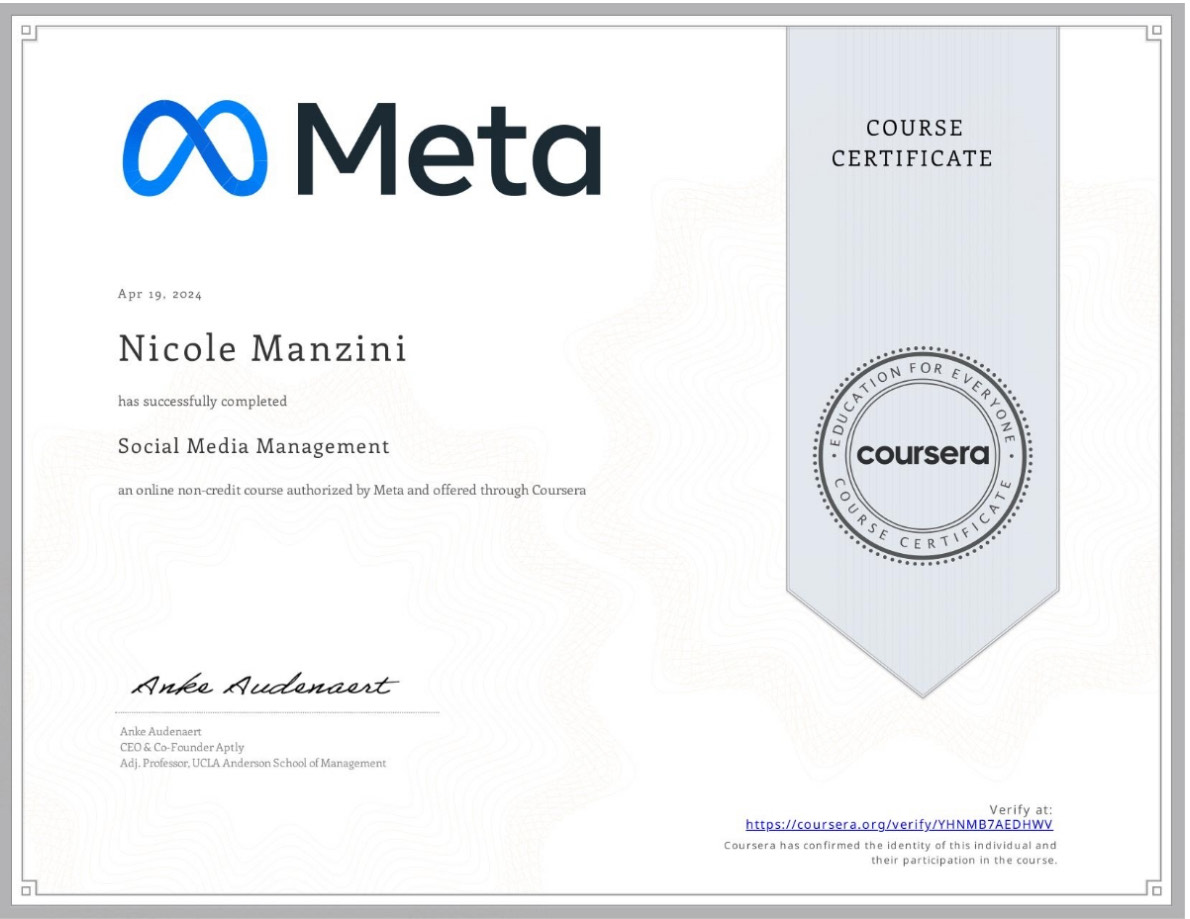 Meta
COURSE
CERTIFICATE
Apr 19, 2024
Nicole Manzini
has successfully completed
Social Media Management
an online non-credit course authorized by Meta and offered through Coursera
EDUCATION FOR EVERYONE
coursera
COURSE CERTIFICATE
Anke Audenaert
Anke Audenaert
CEO & Co-Founder Aptly
Adj. Professor, UCLA Anderson School of Management
Verify at:
https://coursera.org/verify/YHNMB7AEDHWV
Coursera has confirmed the identity of this individual and
their participation in the course.